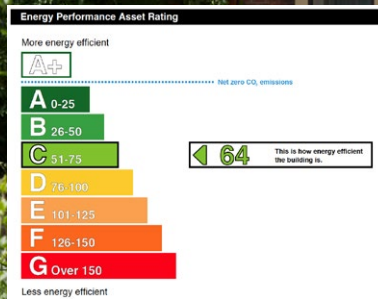 Energy Performance Asset Rating
More energy efficient
A+
Net zero CO₂ emissions
A 0-25
B 26-50
C 51-75
64
This is how energy efficient
the building is.
D 76-100
E 101-125
F 126-150
G Over 150
Less energy efficient